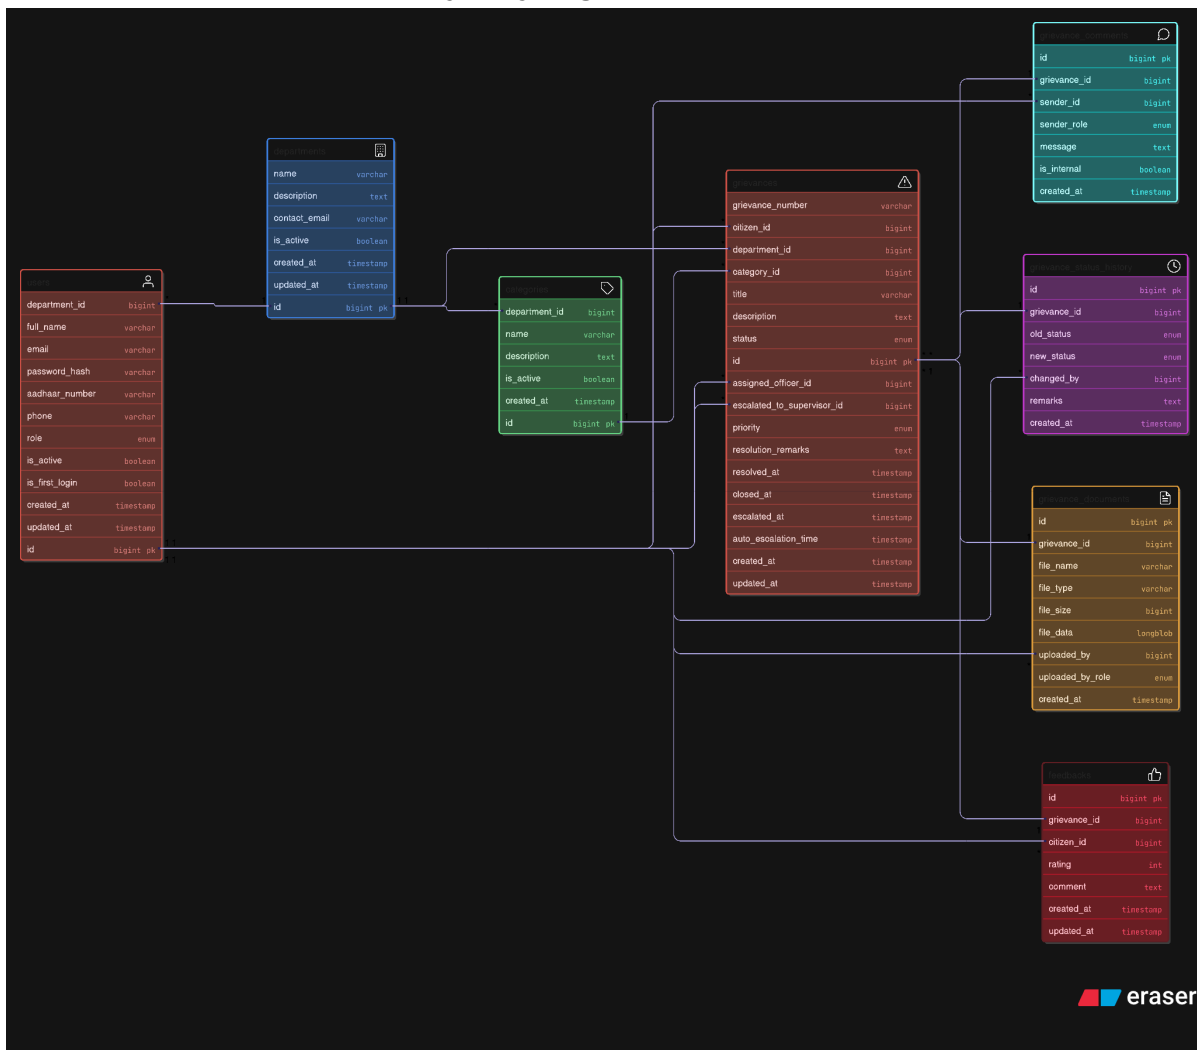 users
department_id bigint
full_name varchar
email varchar
password_hash varchar
aadhaar_number varchar
phone varchar
role enum
is_active boolean
is_first_login boolean
created_at timestamp
updated_at timestamp
id bigint pk
departments
name varchar
description text
contact_email varchar
is_active boolean
created_at timestamp
updated_at timestamp
id bigint pk
categories
department_id bigint
name varchar
description text
is_active boolean
created_at timestamp
id bigint pk
grievances
grievance_number varchar
citizen_id bigint
department_id bigint
category_id bigint
title varchar
description text
status enum
id bigint pk
assigned_officer_id bigint
escalated_to_supervisor_id bigint
priority enum
resolution_remarks text
resolved_at timestamp
closed_at timestamp
escalated_at timestamp
auto_escalation_time timestamp
created_at timestamp
updated_at timestamp
grievance_comments
id bigint pk
grievance_id bigint
sender_id bigint
sender_role enum
message text
is_internal boolean
created_at timestamp
grievance_status_history
id bigint pk
grievance_id bigint
old_status enum
new_status enum
changed_by bigint
remarks text
created_at timestamp
grievance_documents
id bigint pk
grievance_id bigint
file_name varchar
file_type varchar
file_size bigint
file_data longblob
uploaded_by bigint
uploaded_by_role enum
created_at timestamp
feedbacks
id bigint pk
grievance_id bigint
citizen_id bigint
rating int
comment text
created_at timestamp
updated_at timestamp
eraser